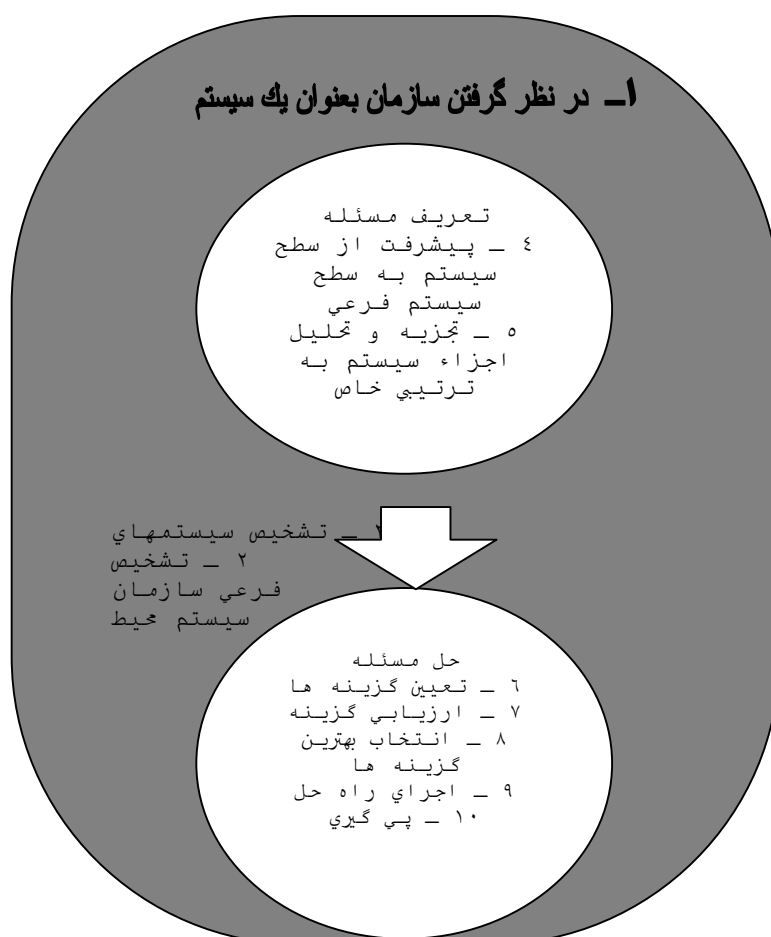 ۱ـ در نظر گرفتن سازمان بعنوان يك سيستم
تعريف مسئله
٤ ـ پيشرفت از سطح
سيستم به سطح
سيستم فرعي
٥ ـ تجزيه و تحليل
اجزاء سيستم به
ترتيبي خاص
ـ تشخيص سيستمهاي
٢ ـ تشخيص
فرعي سازمان
سيستم محيط
حل مسئله
٦ ـ تعيين گزينه ها
٧ ـ ارزيابي گزينه
٨ ـ انتخاب بهترين
گزينه ها
٩ ـ اجراي راه حل
١٠ ـ پي گيري